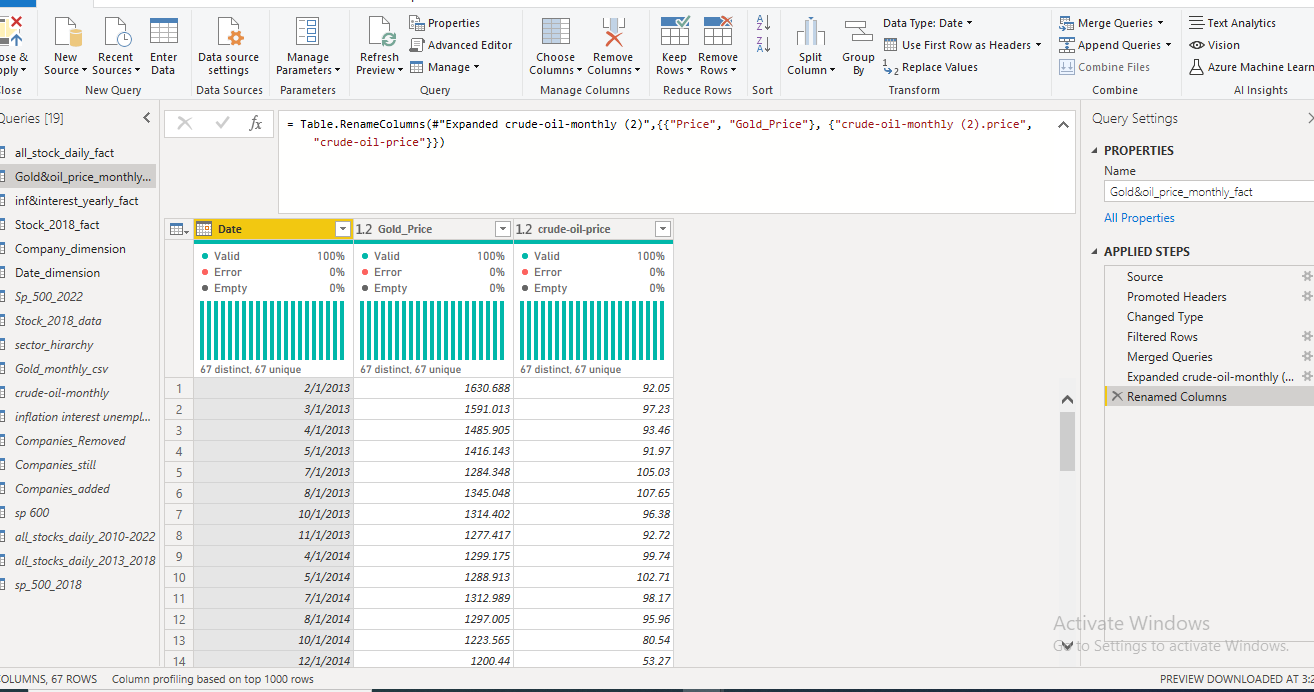 ose &
pply
lose
New
Source
Recent
Sources
Enter
Data
New Query
Data source
settings
Data Sources
Manage
Parameters
Parameters
Refresh
Preview
Properties
Advanced Editor
Manage
Query
Choose
Columns
Remove
Columns
Manage Columns
Keep
Rows
Remove
Rows
Reduce Rows
Sort
Split
Column
Group
By
Data Type: Date
Use First Row as Headers
Replace Values
Transform
Merge Queries
Append Queries
Combine Files
Combine
Text Analytics
Vision
Azure Machine Learn
AI Insights
Queries [19]
all_stock_daily_fact
Gold&oil_price_monthly...
inf&interest_yearly_fact
Stock_2018_fact
Company_dimension
Date_dimension
Sp_500_2022
Stock_2018_data
sector_hirarchy
Gold_monthly_csv
crude-oil-monthly
inflation interest unempl...
Companies_Removed
Companies_still
Companies_added
sp 600
all_stocks_daily_2010-2022
all_stocks_daily_2013_2018
sp_500_2018
fx
= Table.RenameColumns(#"Expanded crude-oil-monthly (2)",{{"Price", "Gold_Price"}, {"crude-oil-monthly (2).price",
"crude-oil-price"}})
Date 1.2 Gold_Price 1.2 crude-oil-price
Valid 100% Valid 100% Valid 100%
Error 0% Error 0% Error 0%
Empty 0% Empty 0% Empty 0%
67 distinct, 67 unique 67 distinct, 67 unique 67 distinct, 67 unique
1 2/1/2013 1630.688 92.05
2 3/1/2013 1591.013 97.23
3 4/1/2013 1485.905 93.46
4 5/1/2013 1416.143 91.97
5 7/1/2013 1284.348 105.03
6 8/1/2013 1345.048 107.65
7 10/1/2013 1314.402 96.38
8 11/1/2013 1277.417 92.72
9 4/1/2014 1299.175 99.74
10 5/1/2014 1288.913 102.71
11 7/1/2014 1312.989 98.17
12 8/1/2014 1297.005 95.96
13 10/1/2014 1223.565 80.54
14 12/1/2014 1200.44 53.27
Query Settings
PROPERTIES
Name
Gold&oil_price_monthly_fact
All Properties
APPLIED STEPS
Source
Promoted Headers
Changed Type
Filtered Rows
Merged Queries
Expanded crude-oil-monthly (...
Renamed Columns
Activate Windows
Go to Settings to activate Windows.
OLUMNS, 67 ROWS Column profiling based on top 1000 rows
PREVIEW DOWNLOADED AT 3:2